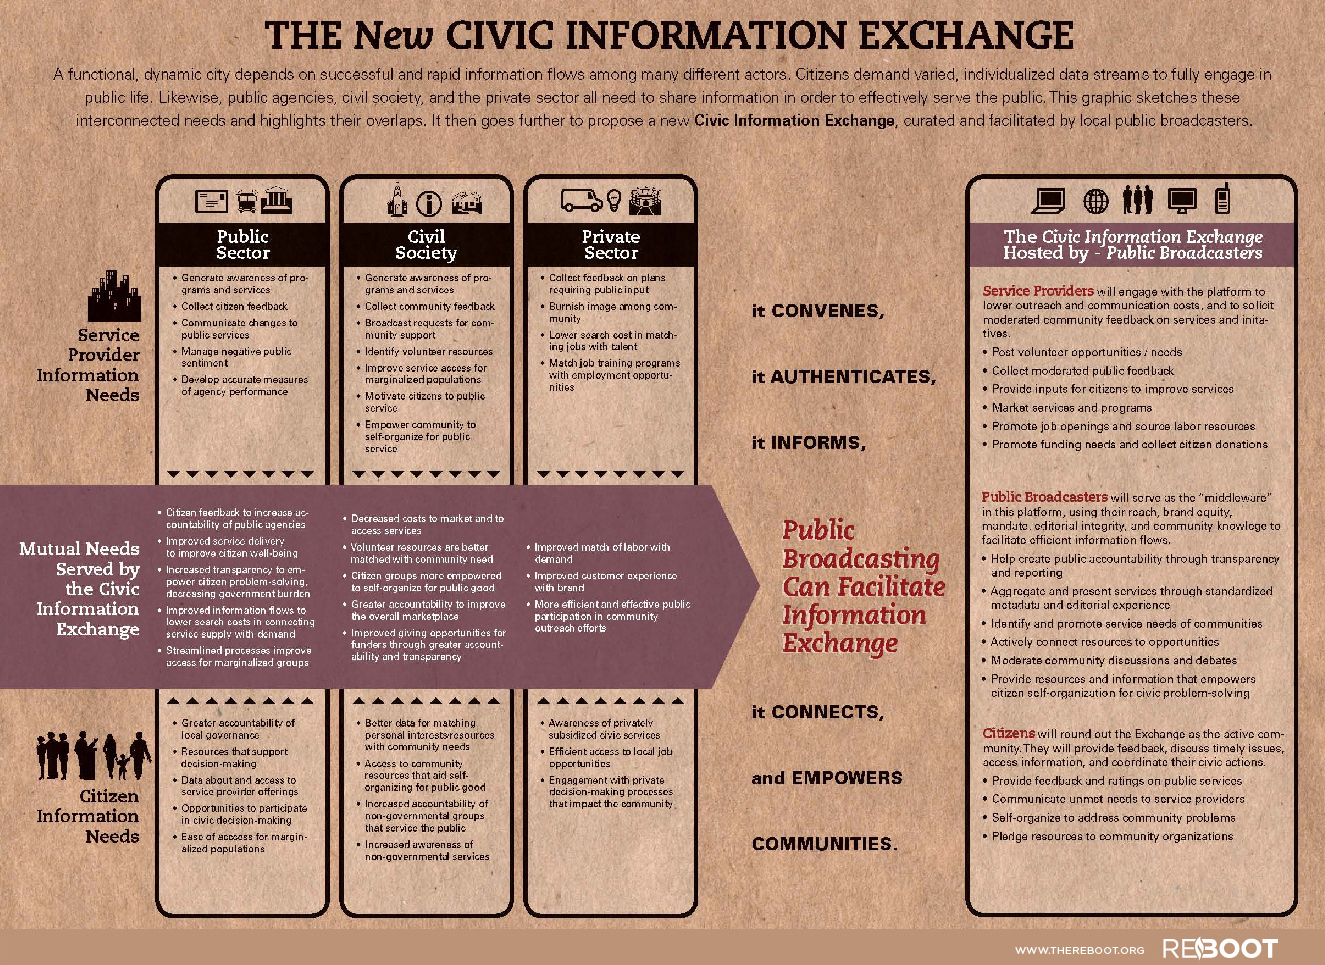 THE New CIVIC INFORMATION EXCHANGE
A functional, dynamic city depends on successful and rapid information flows among many different actors. Citizens demand varied, individualized data streams to fully engage in
public life. Likewise, public agencies, civil society, and the private sector all need to share information in order to effectively serve the public. This graphic sketches these
interconnected needs and highlights their overlaps. It then goes further to propose a new Civic Information Exchange, curated and facilitated by local public broadcasters.
Service
Provider
Information
Needs
Public
Sector
• Generate awareness of pro-
grams and services
• Collect citizen feedback
• Communicate changes to
public services
• Manage negative public
sentiment
• Develop accurate measures
of agency performance
Civil
Society
• Generate awareness of pro-
grams and services
• Collect community feedback
• Broadcast requests for com-
munity support
• Identify volunteer resources
• Improve service access for
marginalized populations
• Motivate citizens to public
service
• Empower community to
self-organize for public
service
Private
Sector
• Collect feedback on plans
requiring public input
• Burnish image among com-
munity
• Lower search cost in match-
ing jobs with talent
• Match job training programs
with employment opportu-
nities
Mutual Needs
Served by
the Civic
Information
Exchange
• Citizen feedback to increase ac-
countability of public agencies
• Improved service delivery
to improve citizen well-being
• Increased transparency to em-
power citizen problem-solving,
decreasing government burden
• Improved information flows to
lower search costs in connecting
service supply with demand
• Streamlined processes improve
access for marginalized groups
• Decreased costs to market and to
access services
• Volunteer resources are better
matched with community need
• Citizen groups more empowered
to self-organize for public good
• Greater accountability to improve
the overall marketplace
• Improved giving opportunities for
funders through greater account-
ability and transparency
• Improved match of labor with
demand
• Improved customer experience
with brand
• More efficient and effective public
participation in community
outreach efforts
Citizen
Information
Needs
• Greater accountability of
local governance
• Resources that support
decision-making
• Data about and access to
service provider offerings
• Opportunities to participate
in civic decision-making
• Ease of acccess for margin-
alized populations
• Better data for matching
personal interests/resources
with community needs
• Access to community
resources that aid self-
organizing for public good
• Increased accountability of
non-governmental groups
that service the public
• Increased awareness of
non-governmental services
• Awareness of privately
subsidized civic services
• Efficient access to local job
opportunities
• Engagement with private
decision-making processes
that impact the community
it CONVENES,
it AUTHENTICATES,
it INFORMS,
Public
Broadcasting
Can Facilitate
Information
Exchange
it CONNECTS,
and EMPOWERS
COMMUNITIES.
The Civic Information Exchange
Hosted by - Public Broadcasters
Service Providers will engage with the platform to
lower outreach and communication costs, and to solicit
moderated community feedback on services and inita-
tives.
• Post volunteer opportunities / needs
• Collect moderated public feedback
• Provide inputs for citizens to improve services
• Market services and programs
• Promote job openings and source labor resources
• Promote funding needs and collect citizen donations
Public Broadcasters will serve as the "middleware"
in this platform, using their reach, brand equity,
mandate, editorial integrity, and community knowlege to
facilitate efficient information flows.
• Help create public accountability through transparency
and reporting
• Aggregate and present services through standardized
metadata and editorial experience
• Identify and promote service needs of communities
• Actively connect resources to opportunities
• Moderate community discussions and debates
• Provide resources and information that empowers
citizen self-organization for civic problem-solving
Citizens will round out the Exchange as the active com-
munity. They will provide feedback, discuss timely issues,
access information, and coordinate their civic actions.
• Provide feedback and ratings on public services
• Communicate unmet needs to service providers
• Self-organize to address community problems
• Pledge resources to community organizations
WWW.THEREBOOT.ORG
REBOOT